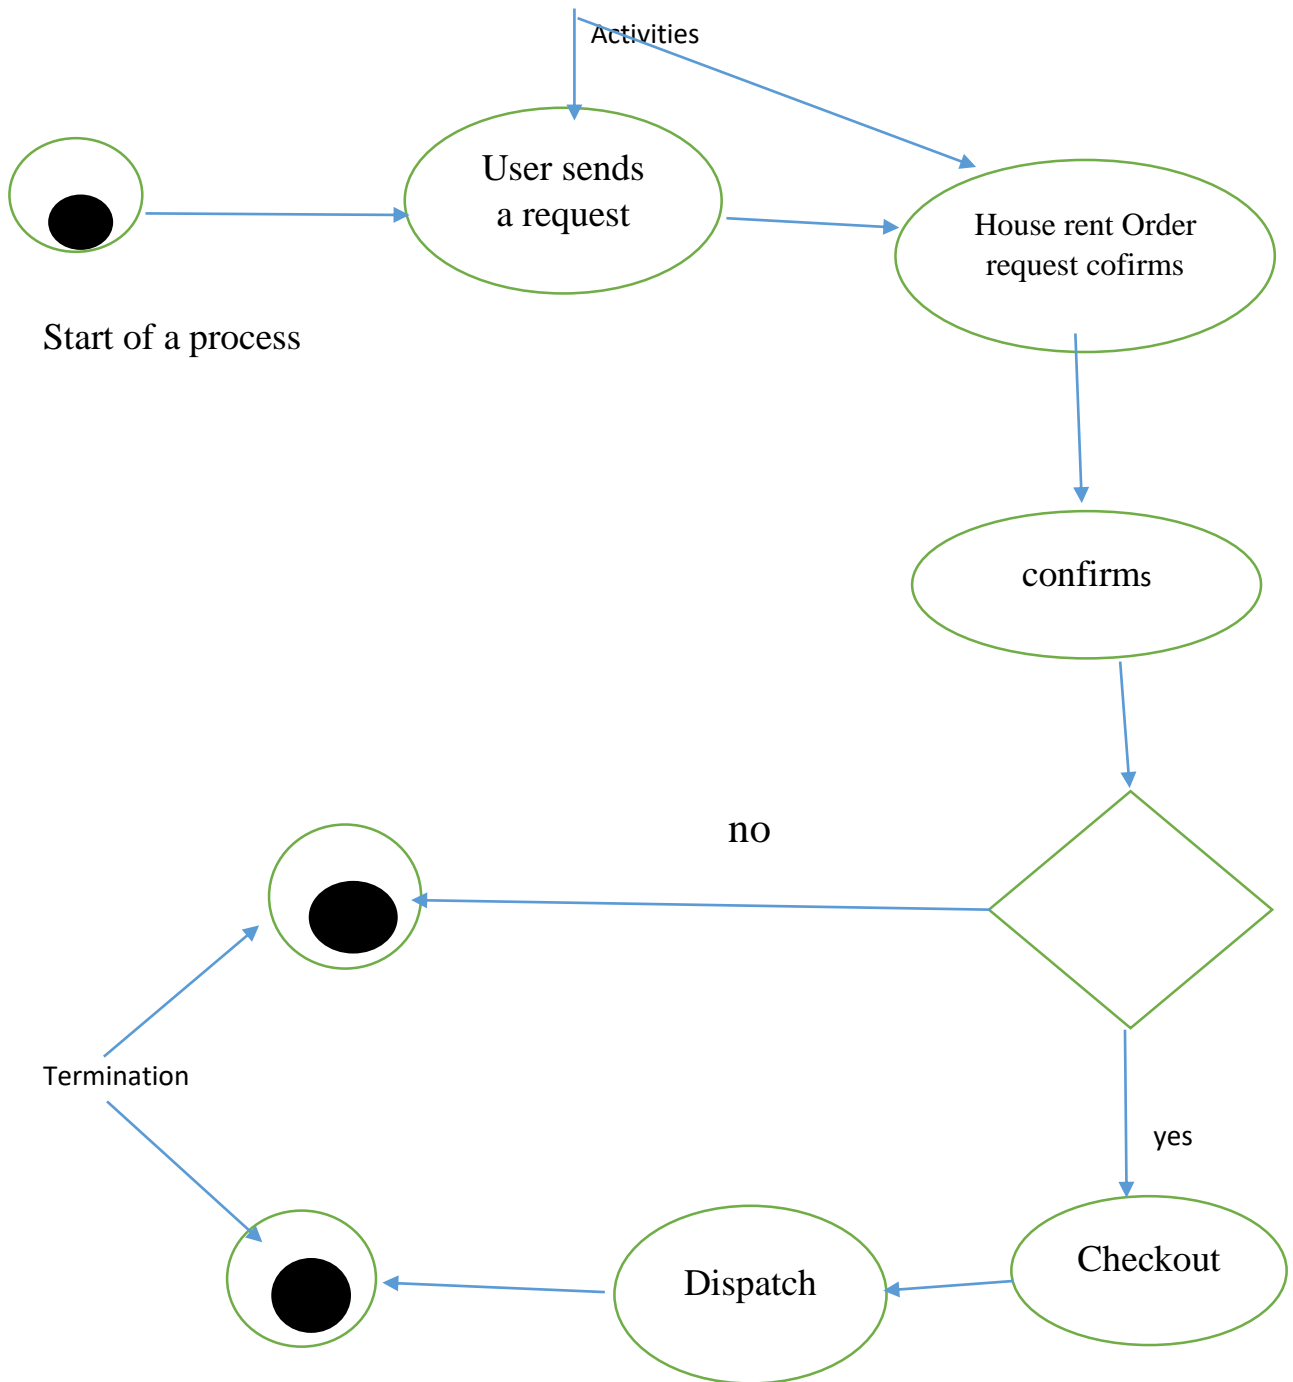 Activities
User sends
a request
House rent Order
request cofirms
Start of a process
confirms
no
Termination
yes
Checkout
Dispatch